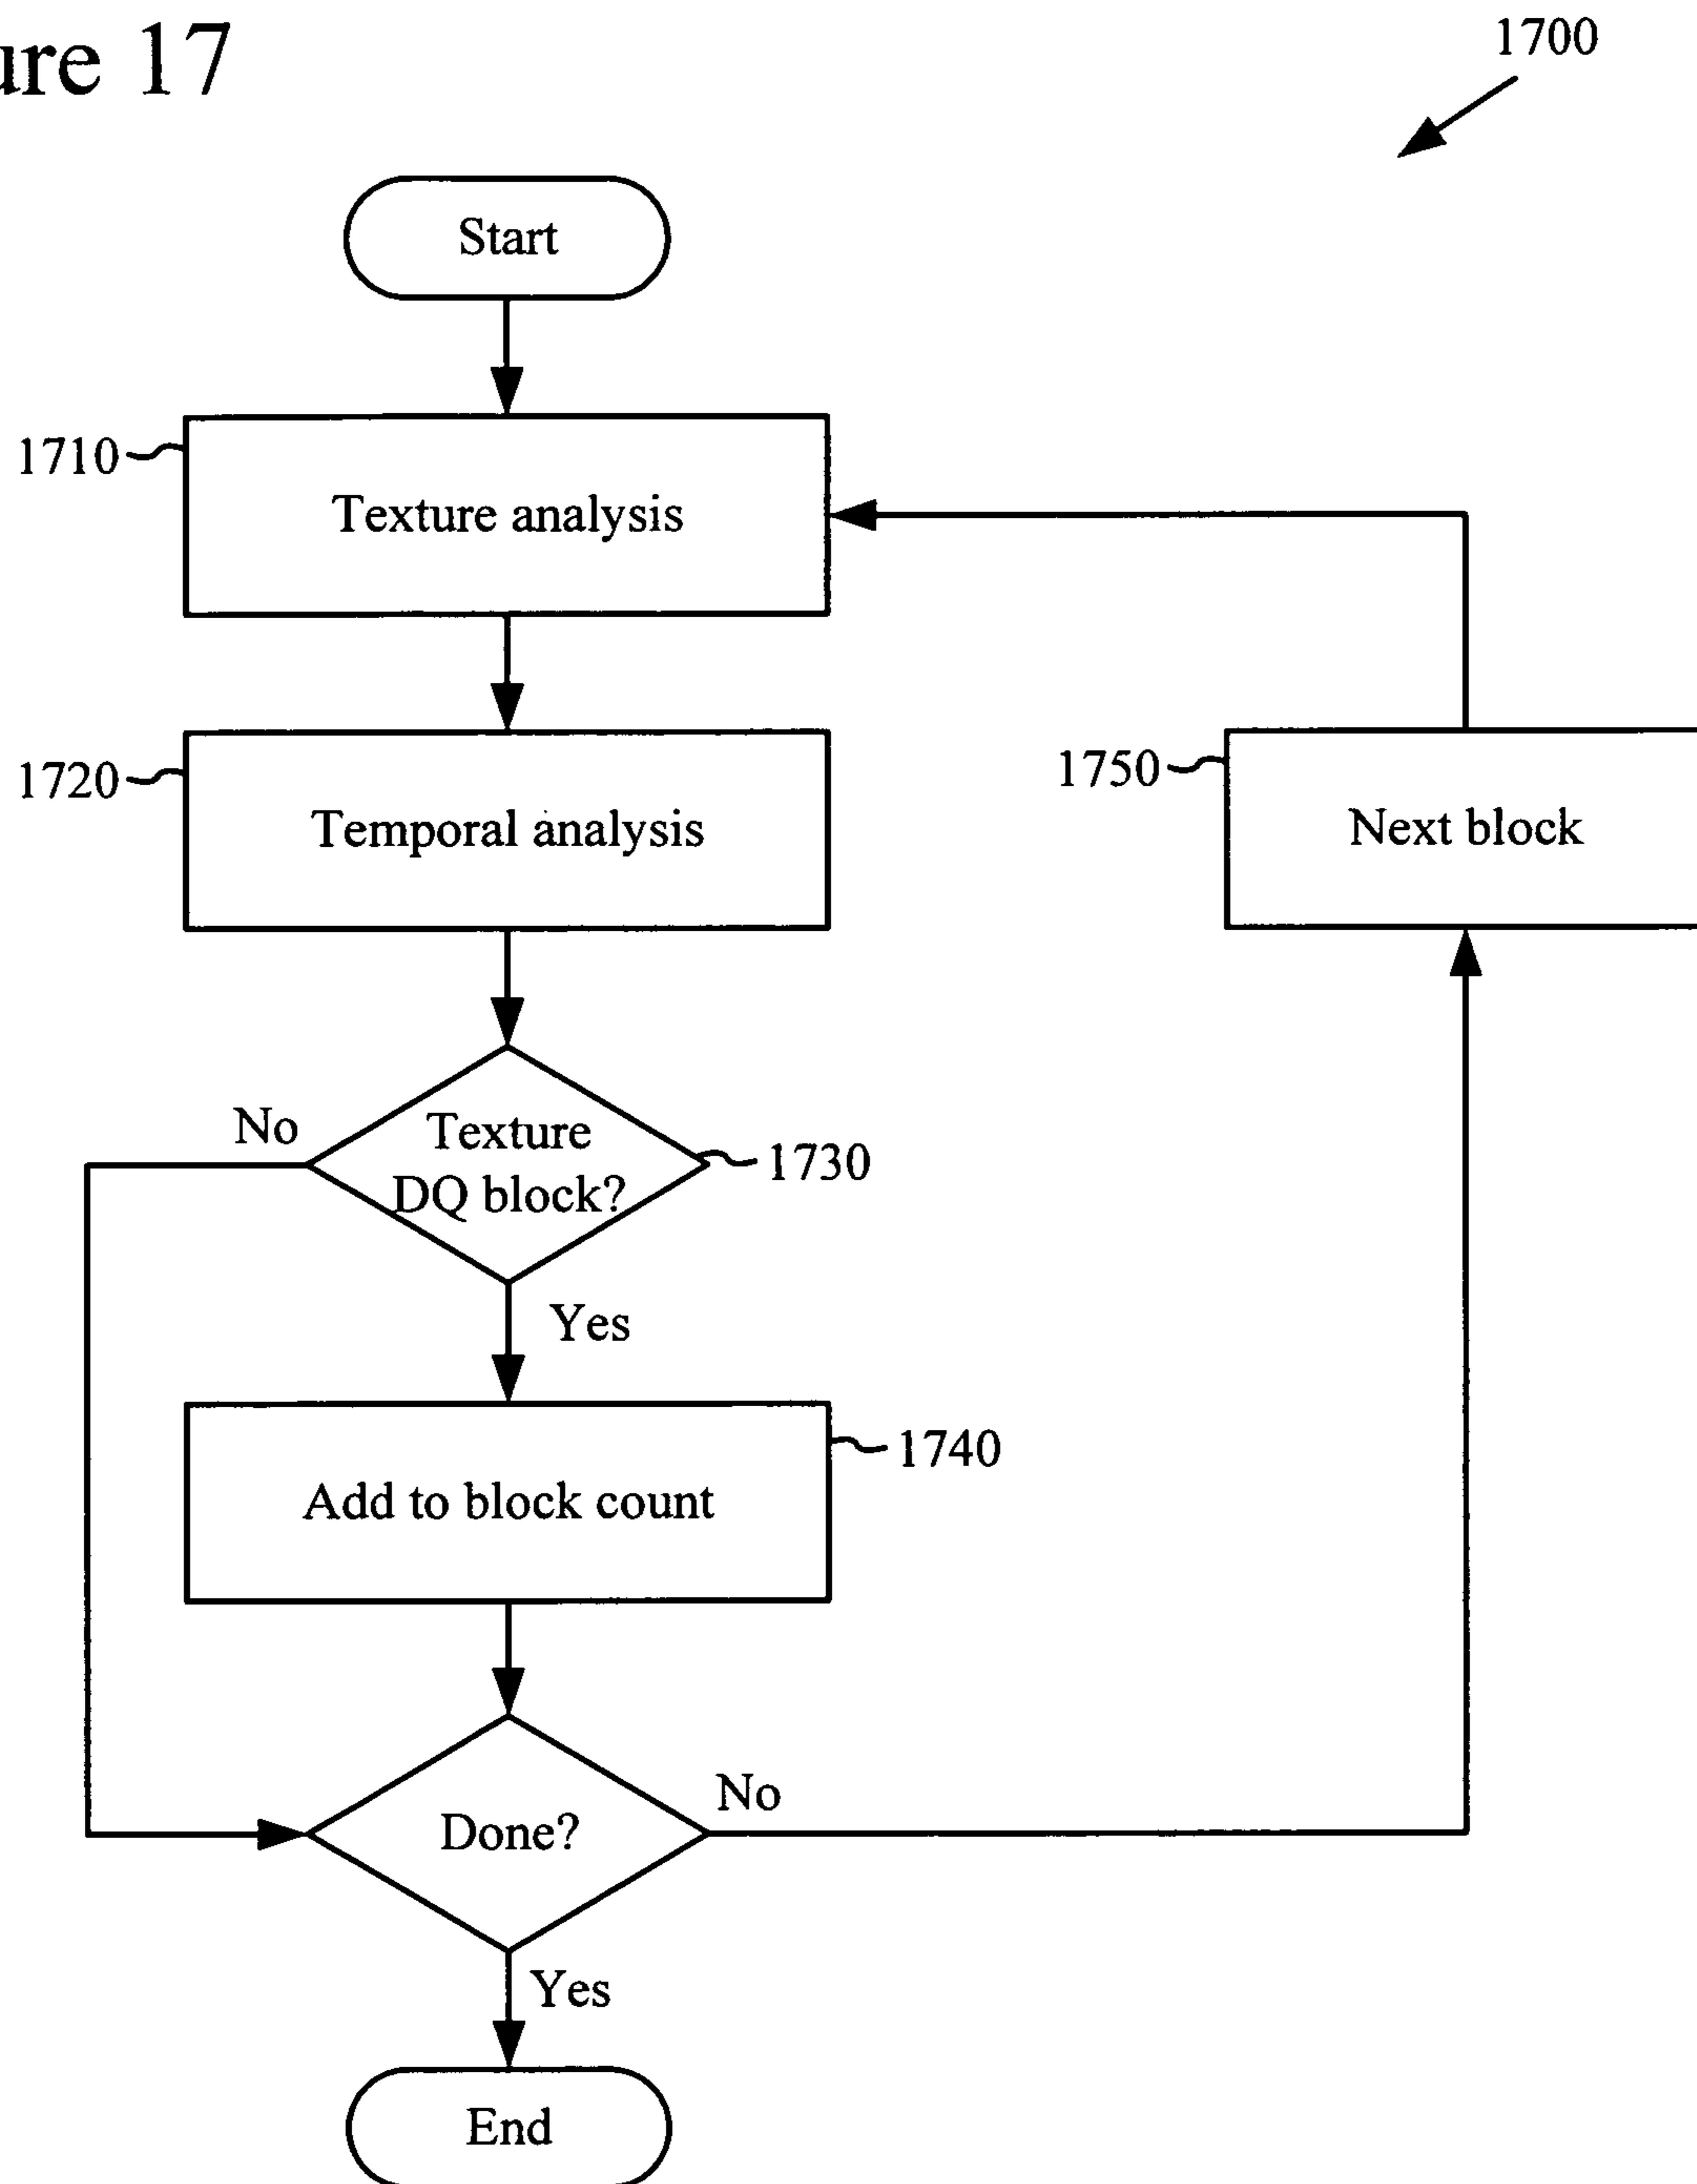 ure 17
1700
Start
1710
Texture analysis
1720
Temporal analysis
1750
Next block
No
Texture
DQ block?
1730
Yes
Add to block count
1740
Done?
No
Yes
End